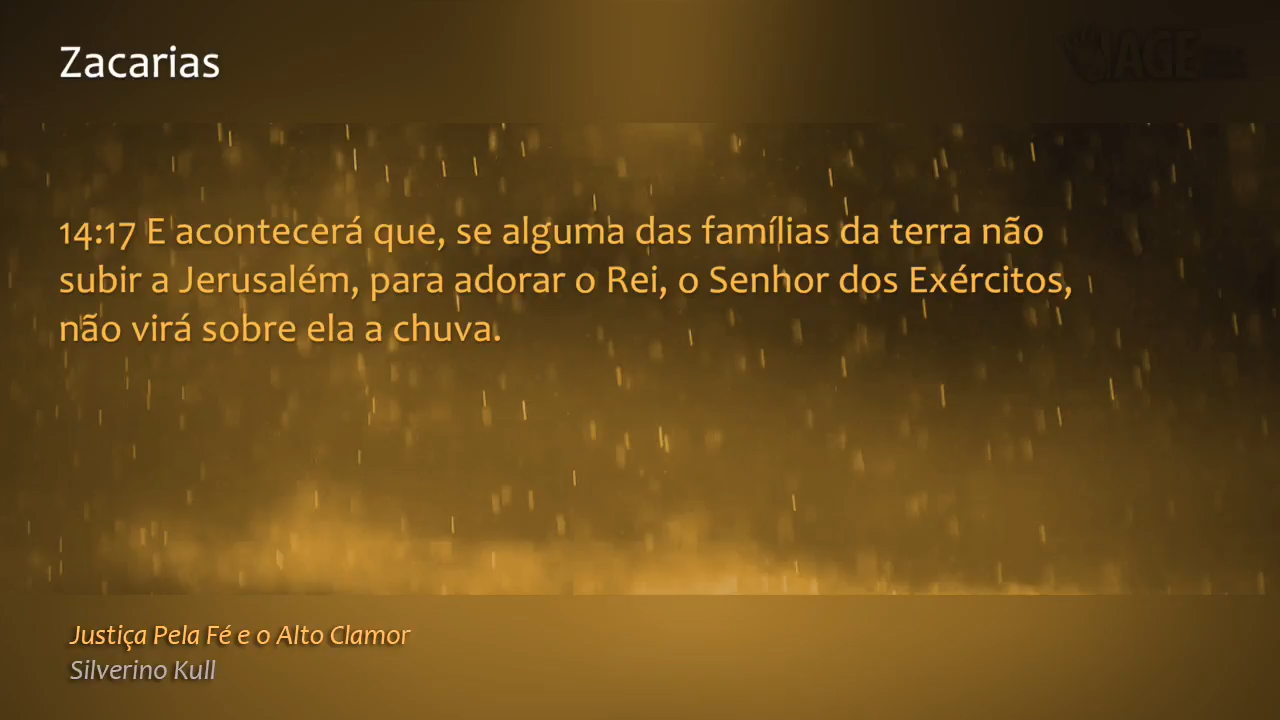 Zacarias
14:17 E acontecerá que, se alguma das famílias da terra não
subir a Jerusalém, para adorar o Rei, o Senhor dos Exércitos,
não virá sobre ela a chuva.
Justiça Pela Fé e o Alto Clamor
Silverino Kull